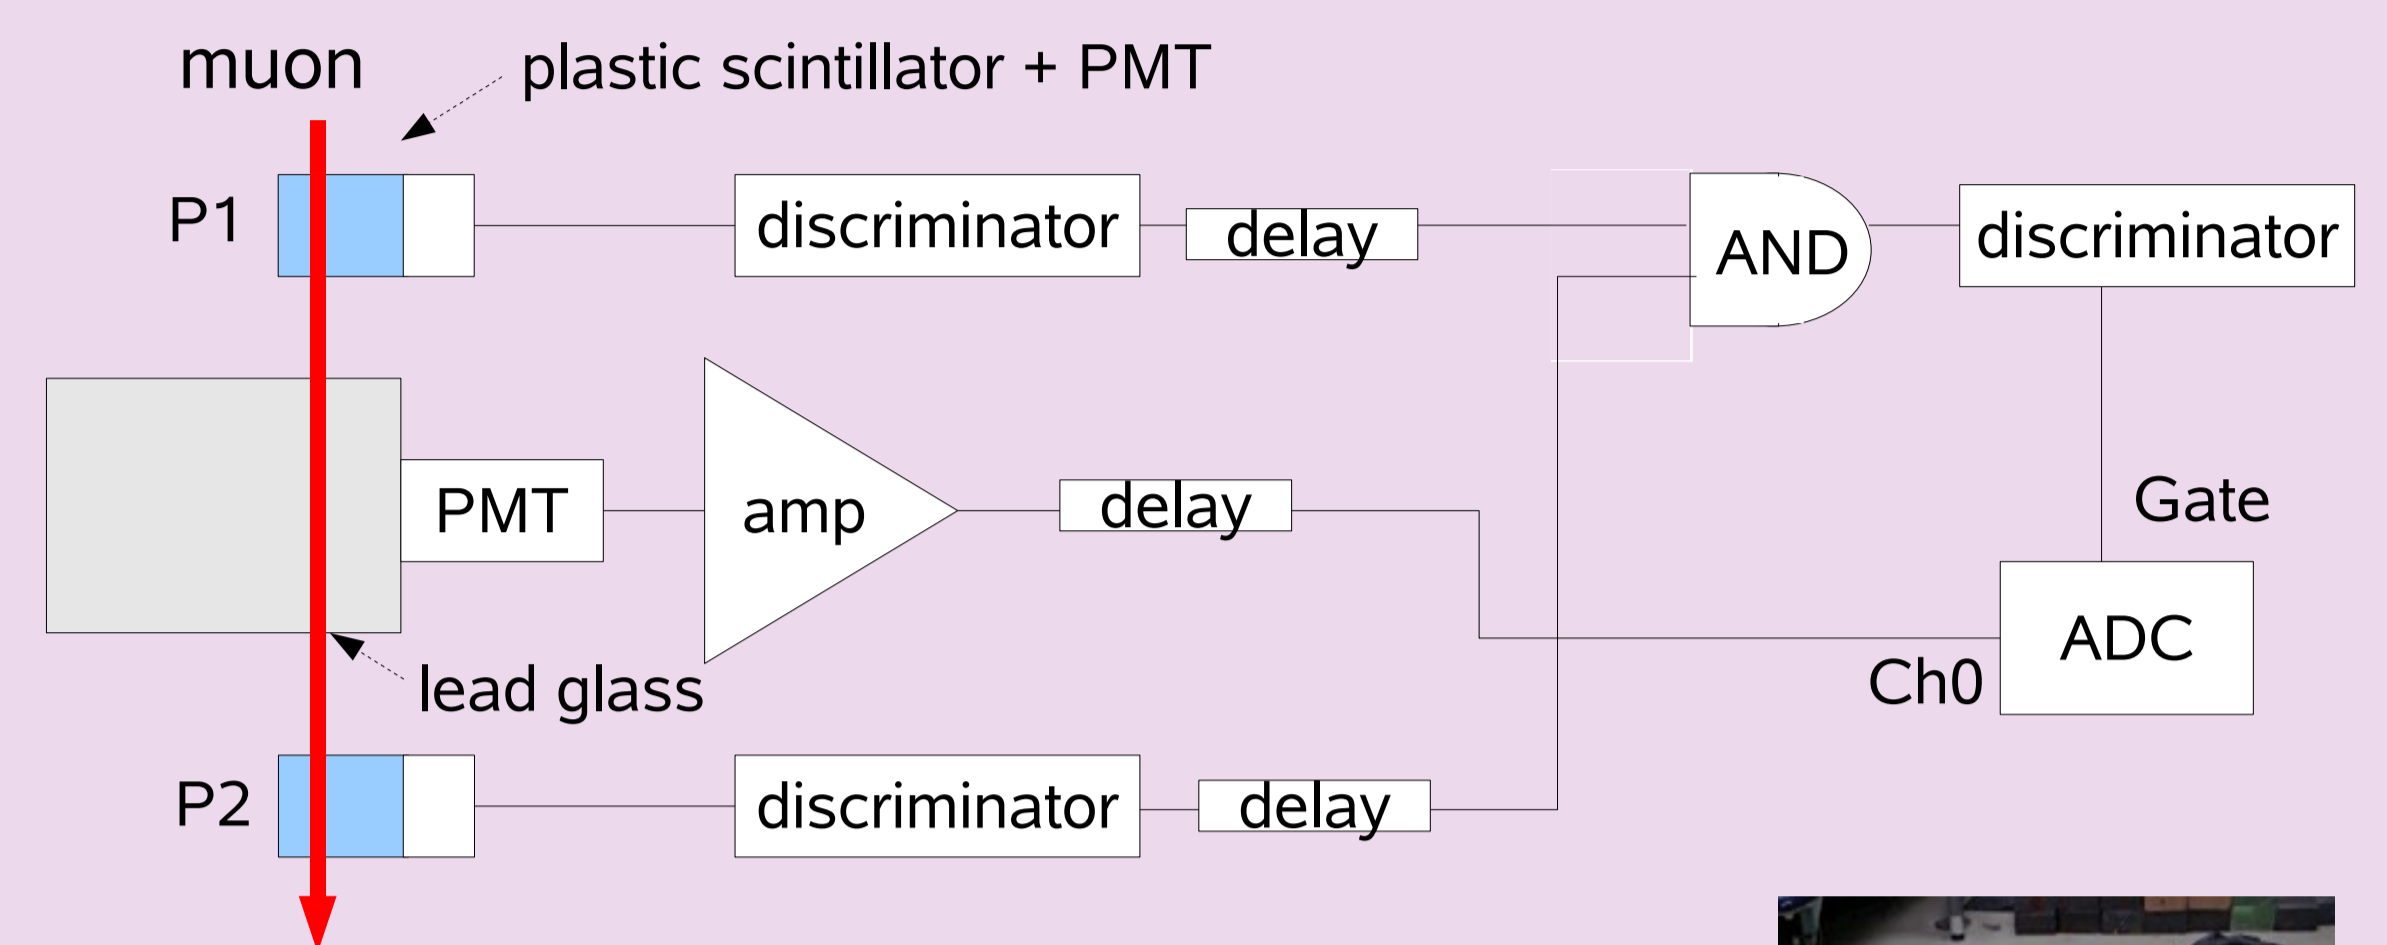 muon
plastic scintillator + PMT
P1
discriminator
delay
AND
discriminator
PMT
amp
delay
Gate
ADC
Ch0
lead glass
P2
discriminator
delay